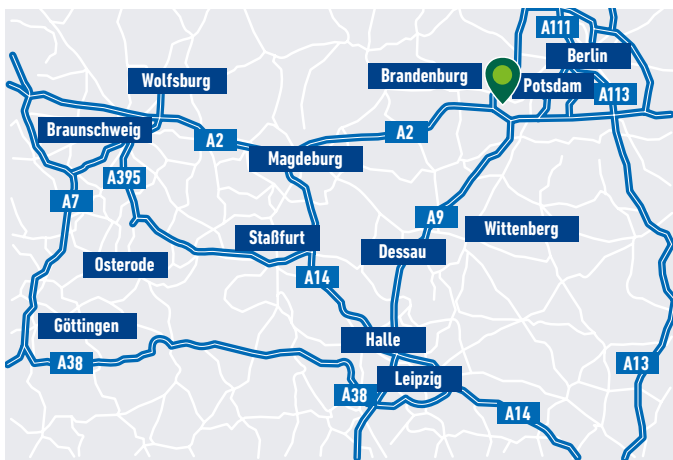 A111
Berlin
Brandenburg
Wolfsburg
Potsdam
A113
Braunschweig
A2
A2
Magdeburg
A395
A7
A9
Wittenberg
Staßfurt
Dessau
Osterode
A14
Göttingen
Halle
A38
A13
Leipzig
A38
A14